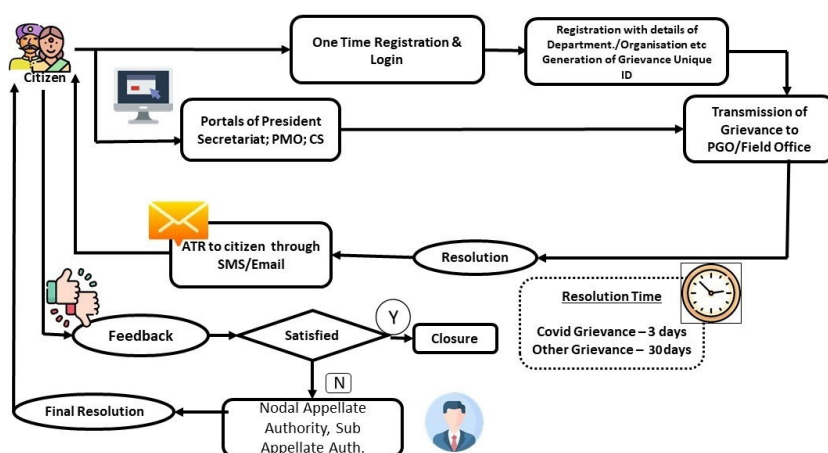 Citizen
One Time Registration &
Login
Registration with details of
Department./Organisation etc
Generation of Grievance Unique
ID
Portals of President
Secretariat; PMO; CS
Transmission of
Grievance to
PGO/Field Office
ATR to citizen through
SMS/Email
Resolution
Resolution Time
Covid Grievance – 3 days
Other Grievance – 30days
Feedback
Satisfied
Y
Closure
N
Final Resolution
Nodal Appellate
Authority, Sub
Appellate Auth.